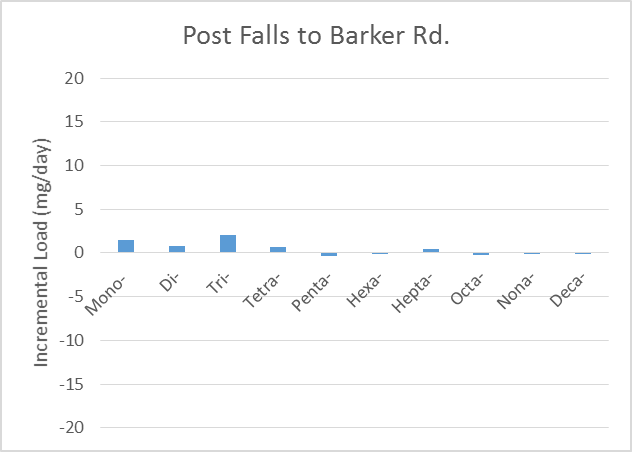 Post Falls to Barker Rd.
Incremental Load (mg/day)
20
15
10
5
0
-5
-10
-15
-20
Mono-
Di-
Tri-
Tetra-
Penta-
Hexa-
Hepta-
Octa-
Nona-
Deca-